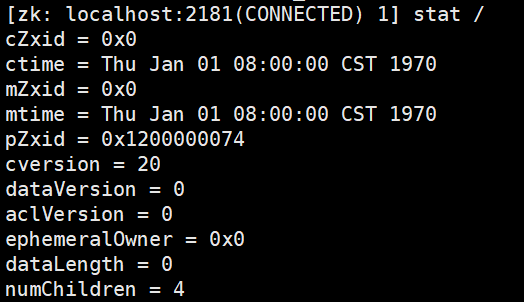 [zk: localhost:2181(CONNECTED) 1] stat /
cZxid = 0x0
ctime = Thu Jan 01 08:00:00 CST 1970
mZxid = 0x0
mtime = Thu Jan 01 08:00:00 CST 1970
pZxid = 0x1200000074
cversion = 20
dataVersion = 0
aclVersion = 0
ephemeralOwner = 0x0
dataLength = 0
numChildren = 4